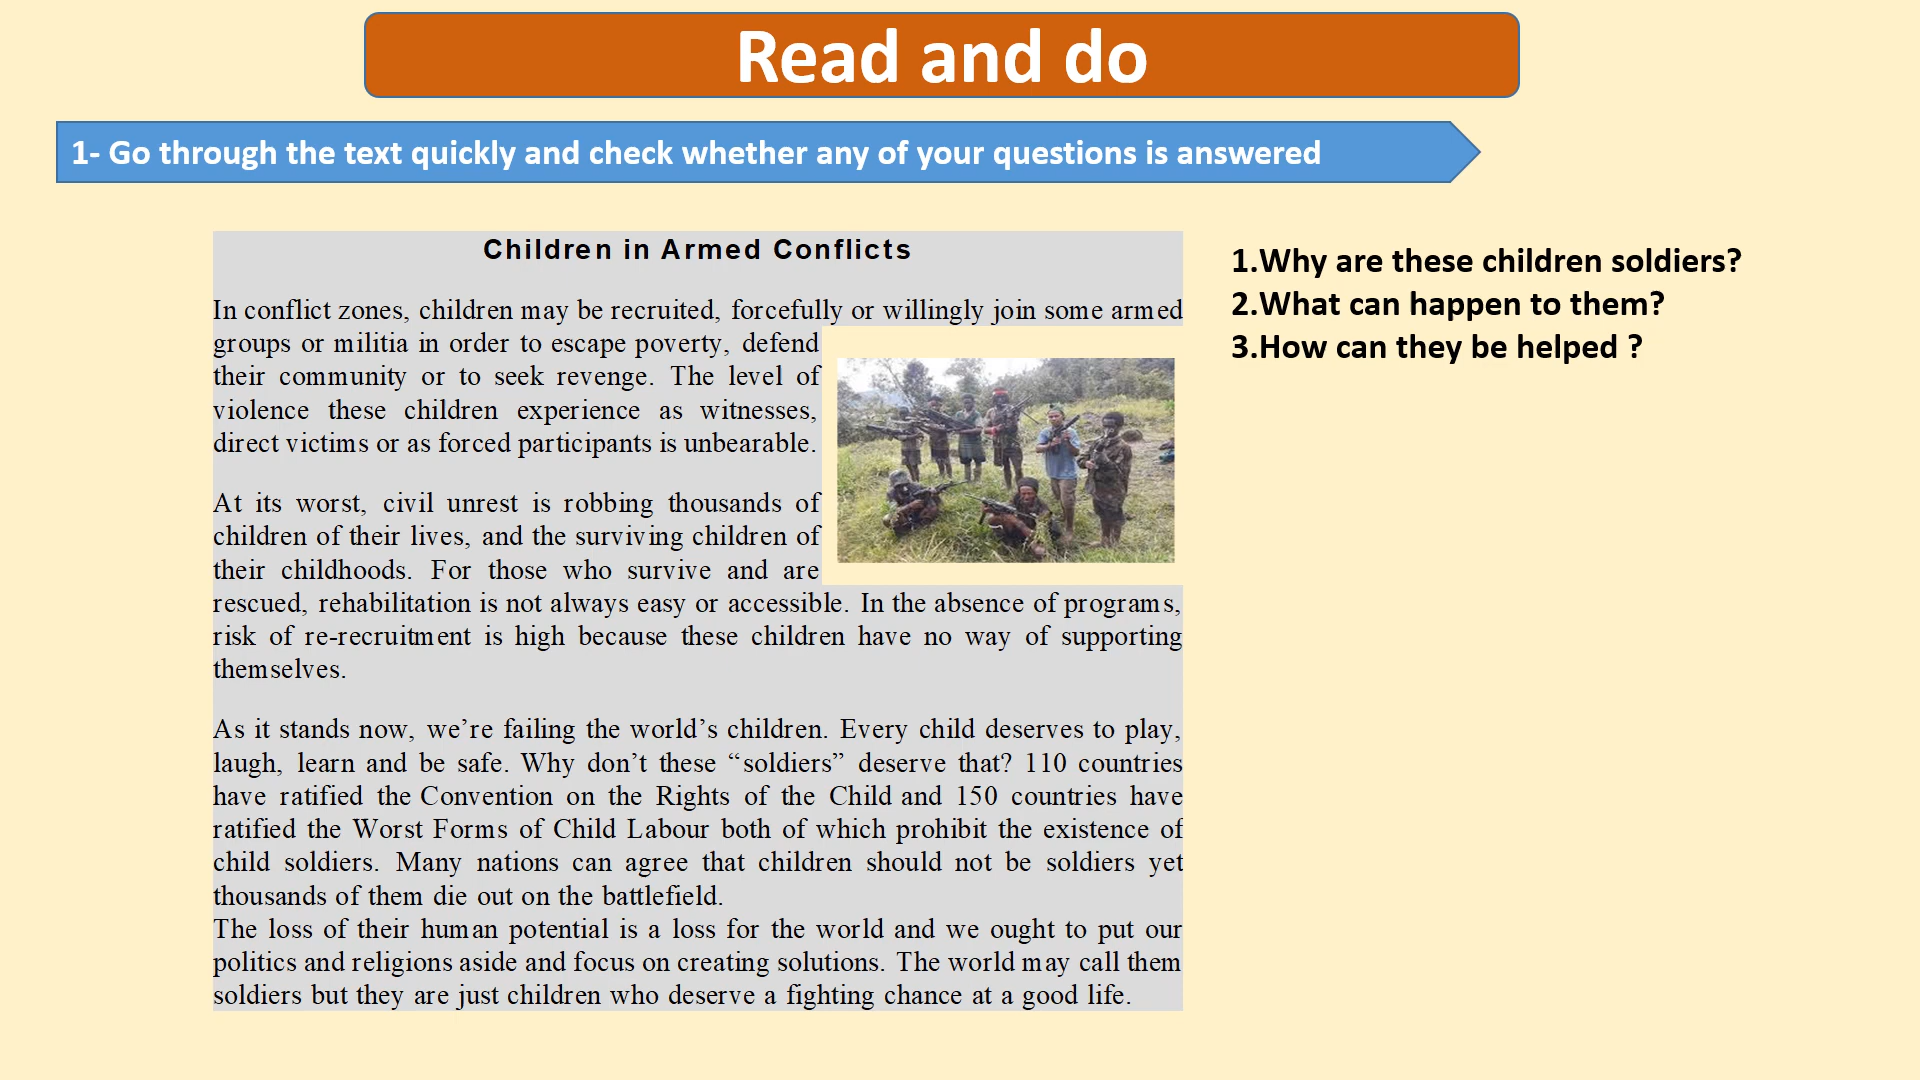 Read and do
1- Go through the text quickly and check whether any of your questions is answered
Children in Armed Conflicts
In conflict zones, children may be recruited, forcefully or willingly join some armed
groups or militia in order to escape poverty, defend
their community or to seek revenge. The level of
violence these children experience as witnesses,
direct victims or as forced participants is unbearable.
At its worst, civil unrest is robbing thousands of
children of their lives, and the surviving children of
their childhoods. For those who survive and are
rescued, rehabilitation is not always easy or accessible. In the absence of programs,
risk of re-recruitment is high because these children have no way of supporting
themselves.
As it stands now, we’re failing the world’s children. Every child deserves to play,
laugh, learn and be safe. Why don’t these “soldiers” deserve that? 110 countries
have ratified the Convention on the Rights of the Child and 150 countries have
ratified the Worst Forms of Child Labour both of which prohibit the existence of
child soldiers. Many nations can agree that children should not be soldiers yet
thousands of them die out on the battlefield.
The loss of their human potential is a loss for the world and we ought to put our
politics and religions aside and focus on creating solutions. The world may call them
soldiers but they are just children who deserve a fighting chance at a good life.
1.Why are these children soldiers?
2.What can happen to them?
3.How can they be helped ?